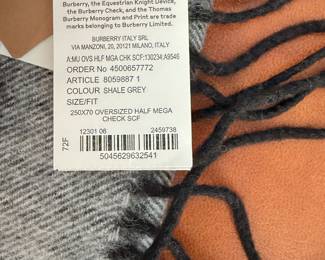 Burberry, the Equestrian Knight Device,
the Burberry Check, and the Thomas
Burberry Monogram and Print are trade
marks belonging to Burberry Limited.
BURBERRY ITALY SRL
VIA MANZONI, 20, 20121 MILANO, ITALY
A:MU OVS HLF MGA CHK SCF:130234:A9546
ORDER No 4500657772
ARTICLE 8059887 1
COLOUR SHALE GREY
SIZE/FIT
250X70 OVERSIZED HALF MEGA
CHECK SCF
72F
12301 06 2459738
5045629632541